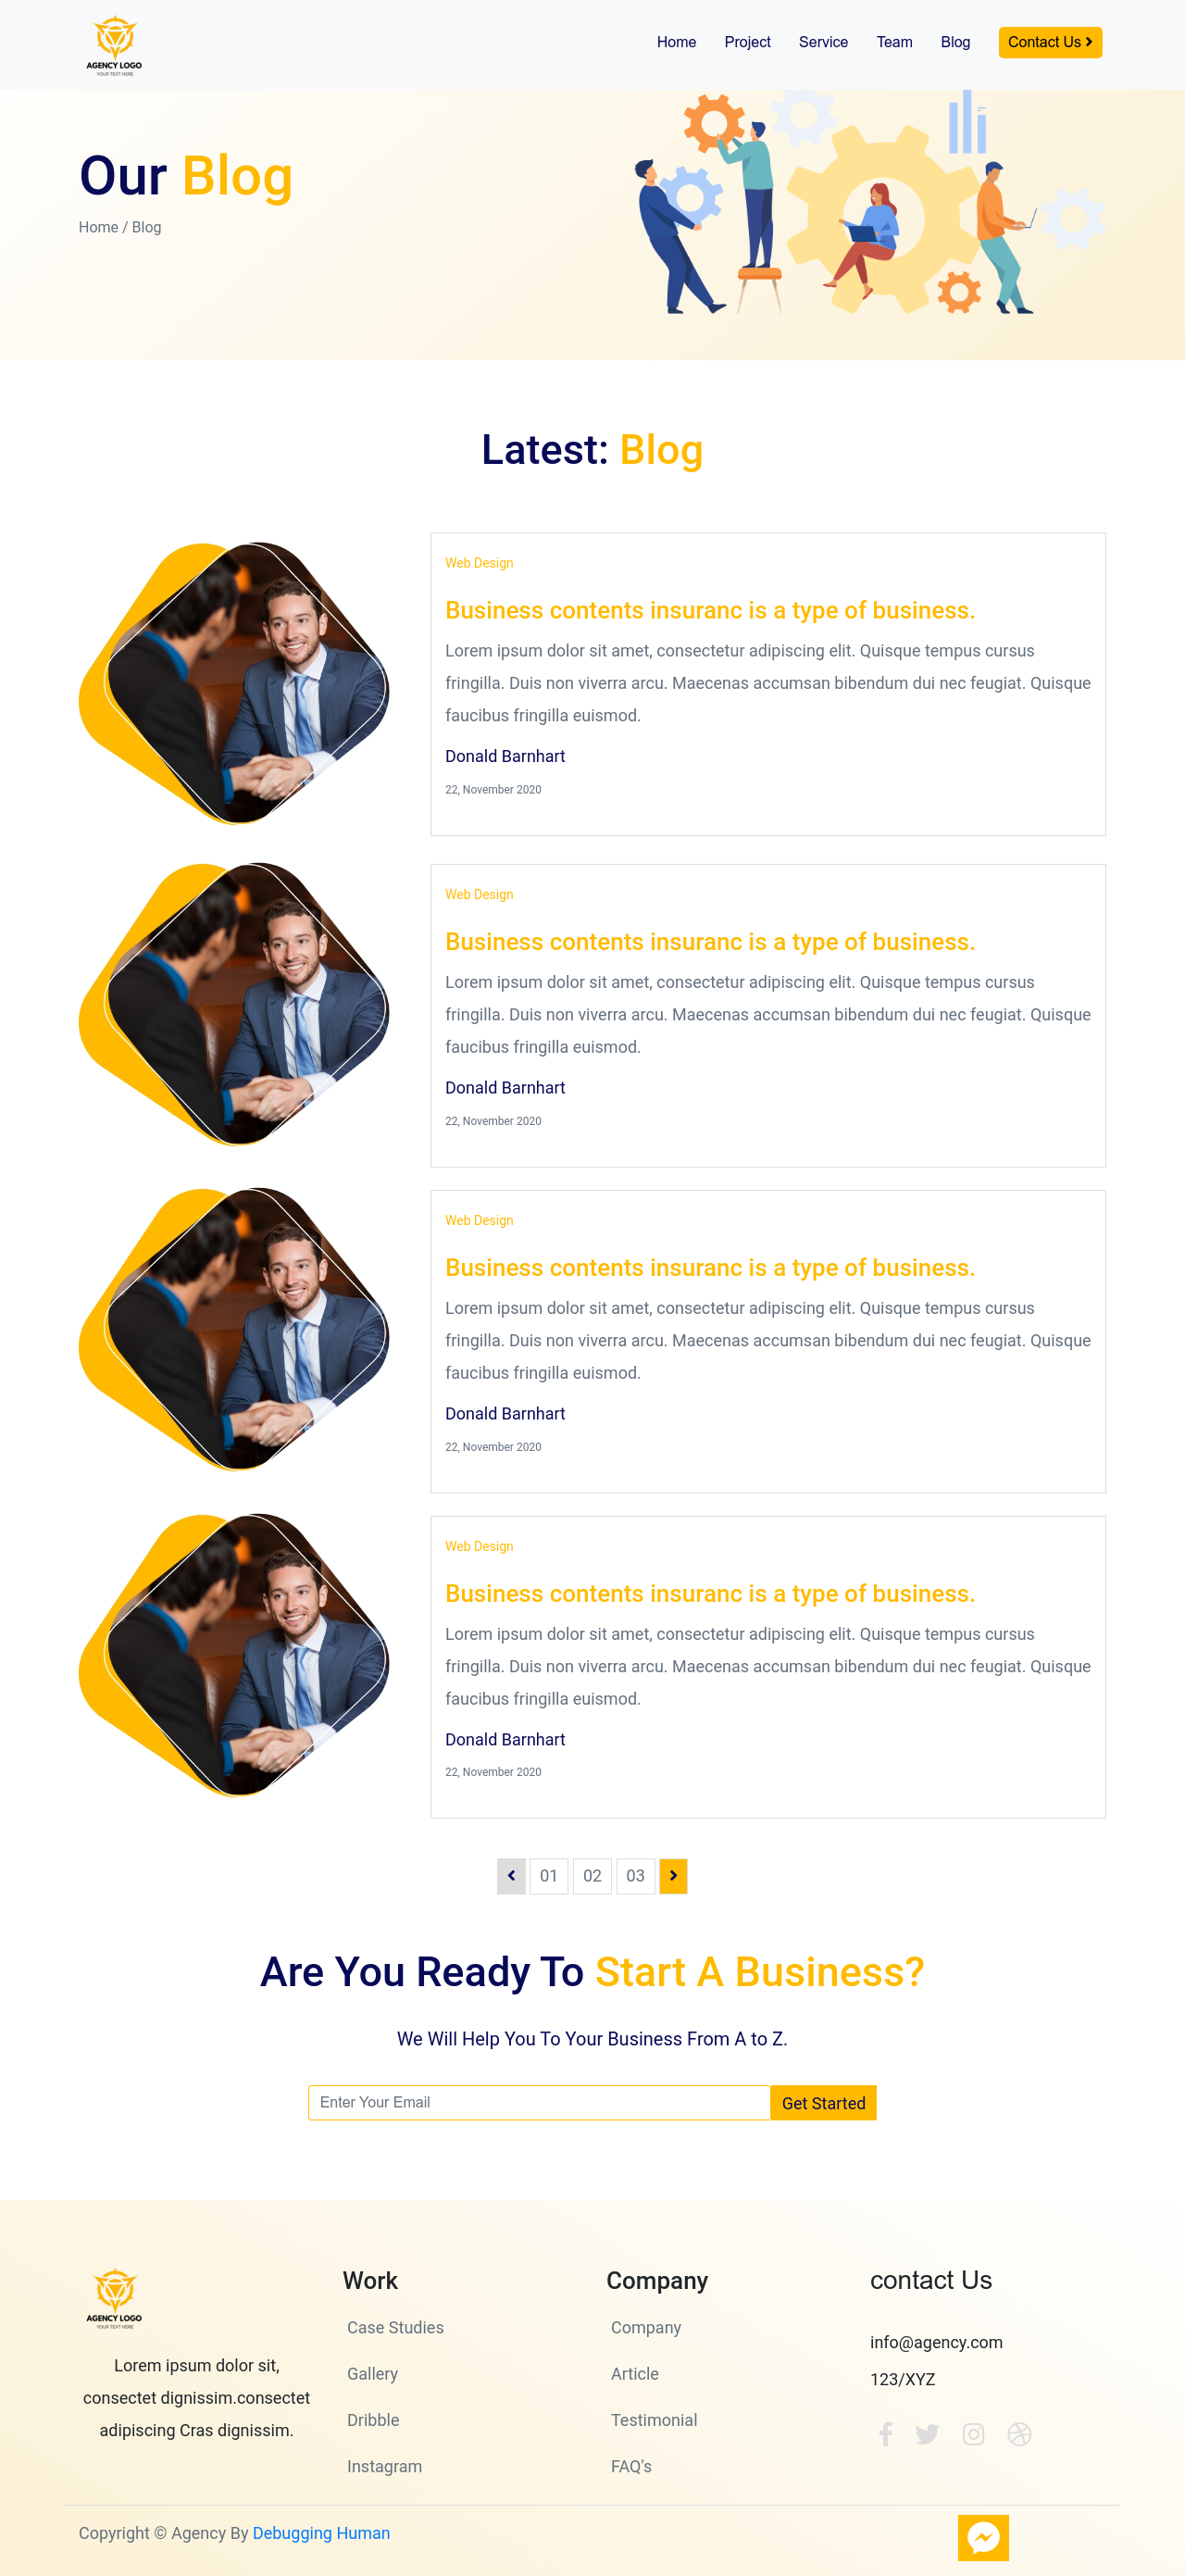 AGENCY LOGO
YOUR TEXT HERE
Home Project Service Team Blog Contact Us
Our Blog
Home / Blog
Latest: Blog
Web Design
Business contents insuranc is a type of business.
Lorem ipsum dolor sit amet, consectetur adipiscing elit. Quisque tempus cursus
fringilla. Duis non viverra arcu. Maecenas accumsan bibendum dui nec feugiat. Quisque
faucibus fringilla euismod.
Donald Barnhart
22, November 2020
Web Design
Business contents insuranc is a type of business.
Lorem ipsum dolor sit amet, consectetur adipiscing elit. Quisque tempus cursus
fringilla. Duis non viverra arcu. Maecenas accumsan bibendum dui nec feugiat. Quisque
faucibus fringilla euismod.
Donald Barnhart
22, November 2020
Web Design
Business contents insuranc is a type of business.
Lorem ipsum dolor sit amet, consectetur adipiscing elit. Quisque tempus cursus
fringilla. Duis non viverra arcu. Maecenas accumsan bibendum dui nec feugiat. Quisque
faucibus fringilla euismod.
Donald Barnhart
22, November 2020
Web Design
Business contents insuranc is a type of business.
Lorem ipsum dolor sit amet, consectetur adipiscing elit. Quisque tempus cursus
fringilla. Duis non viverra arcu. Maecenas accumsan bibendum dui nec feugiat. Quisque
faucibus fringilla euismod.
Donald Barnhart
22, November 2020
01 02 03
Are You Ready To Start A Business?
We Will Help You To Your Business From A to Z.
Enter Your Email Get Started
AGENCY LOGO
YOUR TEXT HERE
Lorem ipsum dolor sit,
consectet dignissim.consectet
adipiscing Cras dignissim.
Work
Case Studies
Gallery
Dribble
Instagram
Company
Company
Article
Testimonial
FAQ's
contact Us
info@agency.com
123/XYZ
Copyright © Agency By Debugging Human